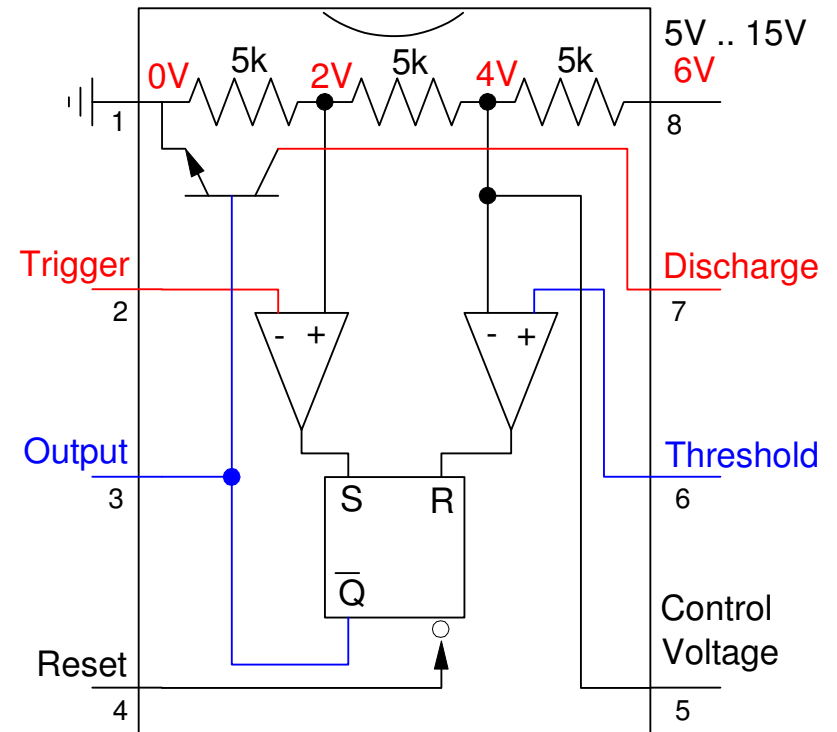 5V .. 15V
0V 5k 2V 5k 4V 5k 6V
1 8
Trigger Discharge
2 7
- + - +
Output Threshold
3 6
S R
Q̅
Control
Voltage
Reset
4 5